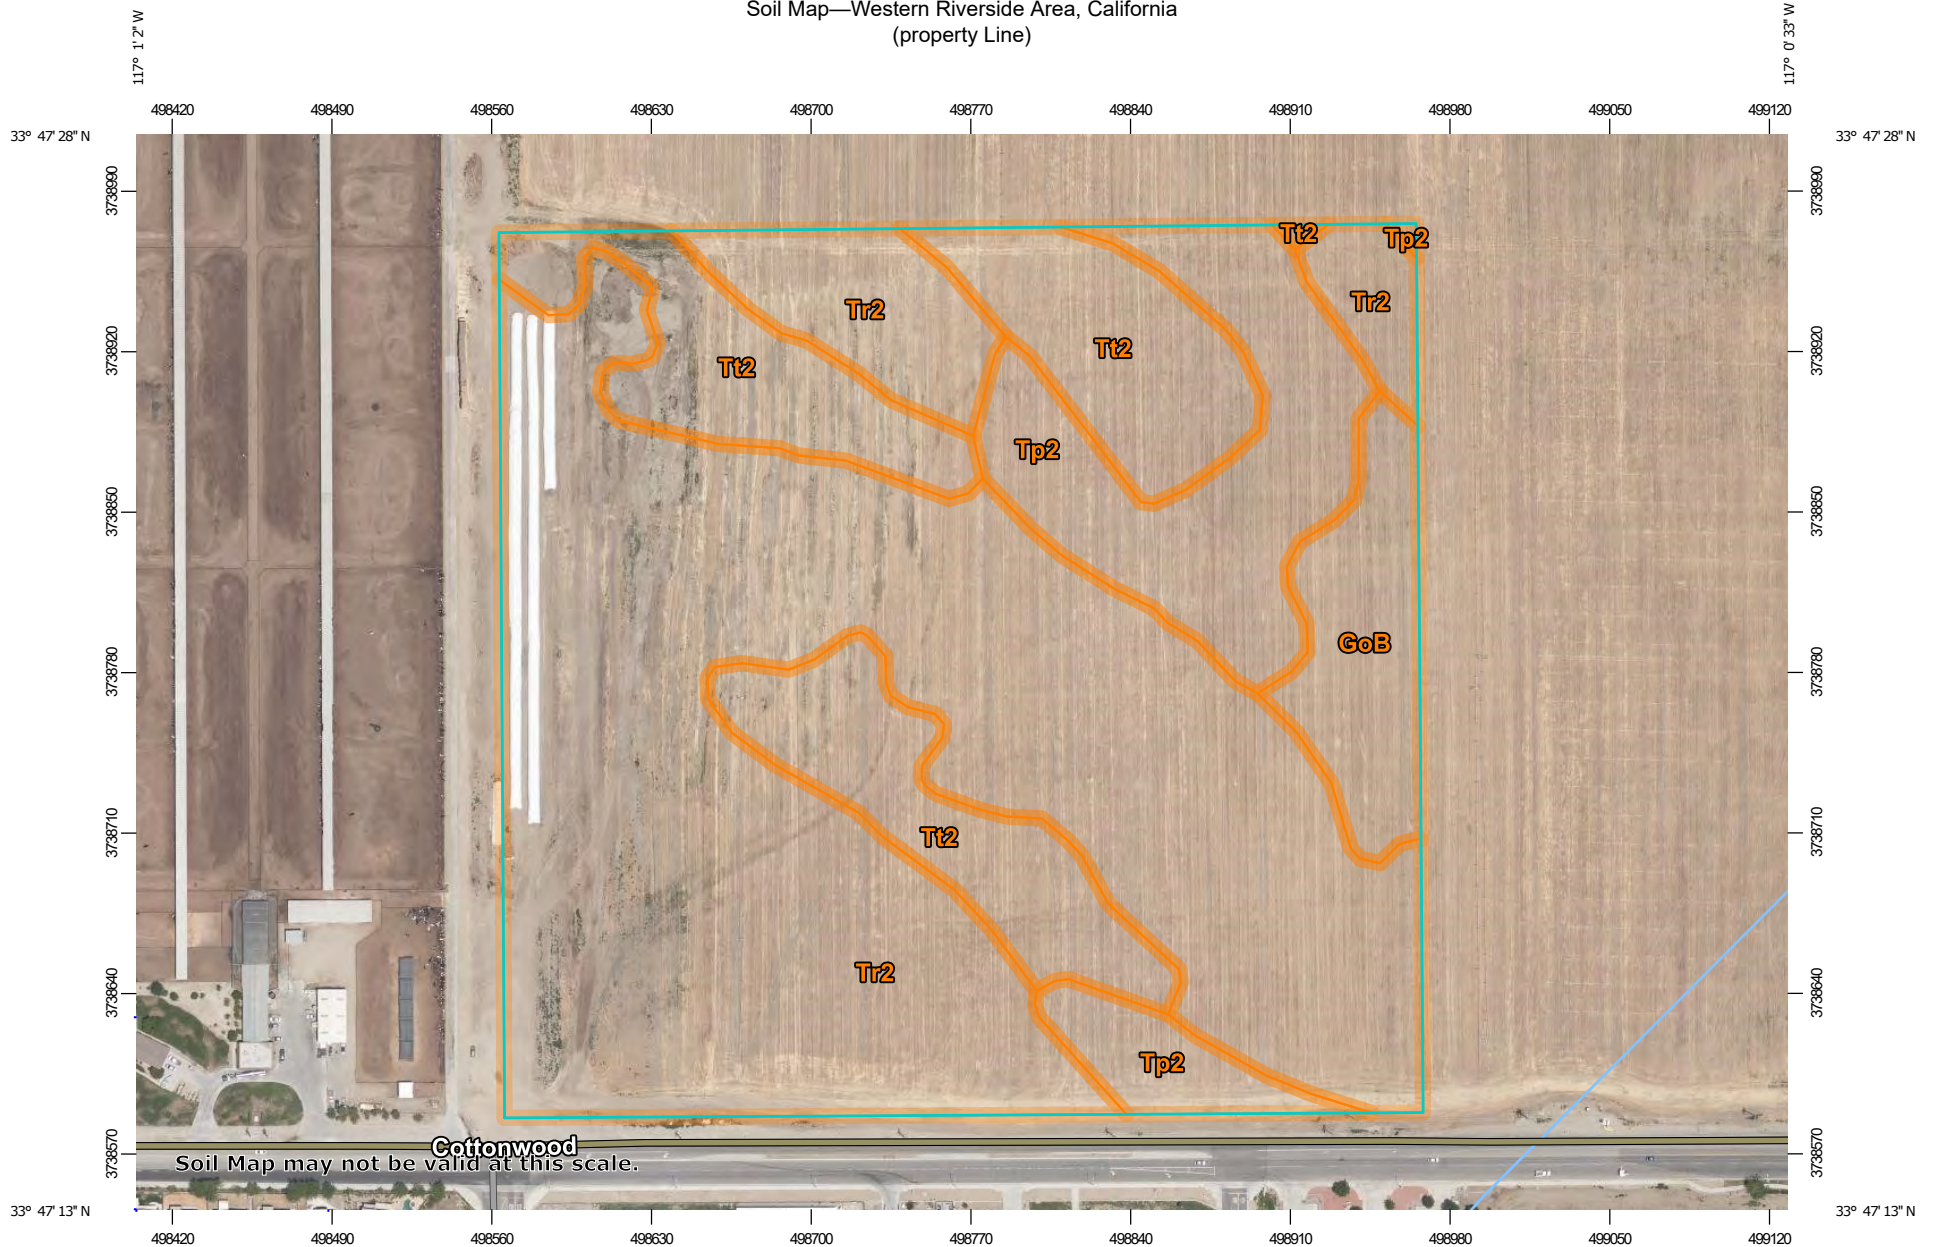 Soil Map—Western Riverside Area, California
(property Line)
117° 1' 2" W
117° 0' 33" W
498420 498490 498560 498630 498700 498770 498840 498910 498980 499050 499120
33° 47' 28" N
33° 47' 28" N
3738990
3738990
Tt2
Tp2
Tr2
Tr2
3738920
3738920
Tt2
Tt2
Tp2
3738850
3738850
GoB
3738780
3738780
3738710
3738710
Tt2
Tr2
3738640
3738640
Tp2
Cottonwood
3738570
3738570
Soil Map may not be valid at this scale.
33° 47' 13" N
33° 47' 13" N
498420 498490 498560 498630 498700 498770 498840 498910 498980 499050 499120